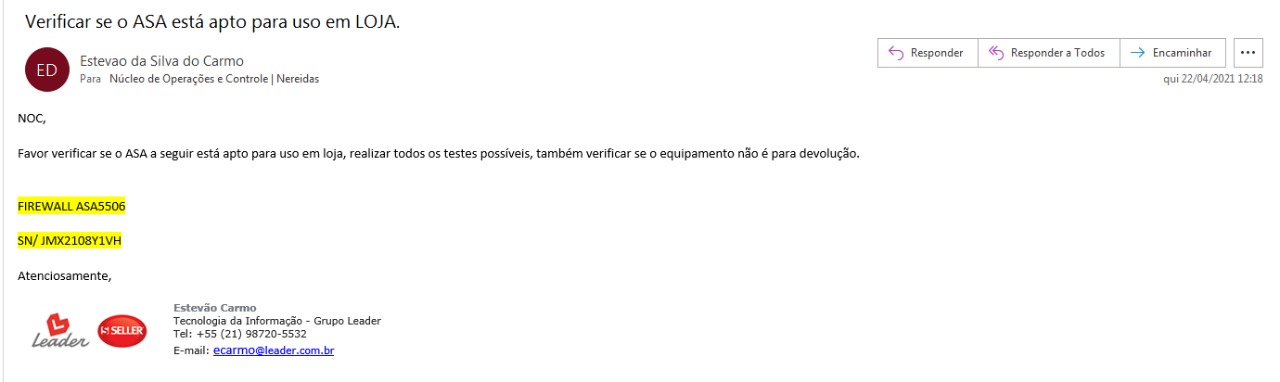 Verificar se o ASA está apto para uso em LOJA.
ED
Estevao da Silva do Carmo
Para Núcleo de Operações e Controle | Nereidas
Responder
Responder a Todos
Encaminhar
...
qui 22/04/2021 12:18
NOC,
Favor verificar se o ASA a seguir está apto para uso em loja, realizar todos os testes possíveis, também verificar se o equipamento não é para devolução.
FIREWALL ASA5506
SN/ JMX2108Y1VH
Atenciosamente,
Leader
SELLER
Estevão Carmo
Tecnologia da Informação - Grupo Leader
Tel: +55 (21) 98720-5532
E-mail: ecarmo@leader.com.br